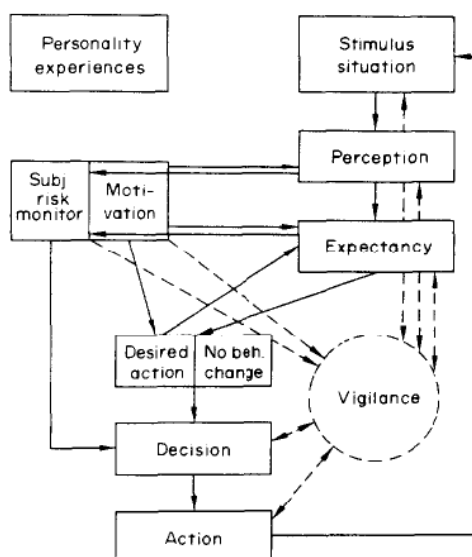 Personality
experiences
Stimulus
situation
Perception
Subj
risk
monitor
Moti-
vation
Expectancy
Desired
action
No beh.
change
Vigilance
Decision
Action